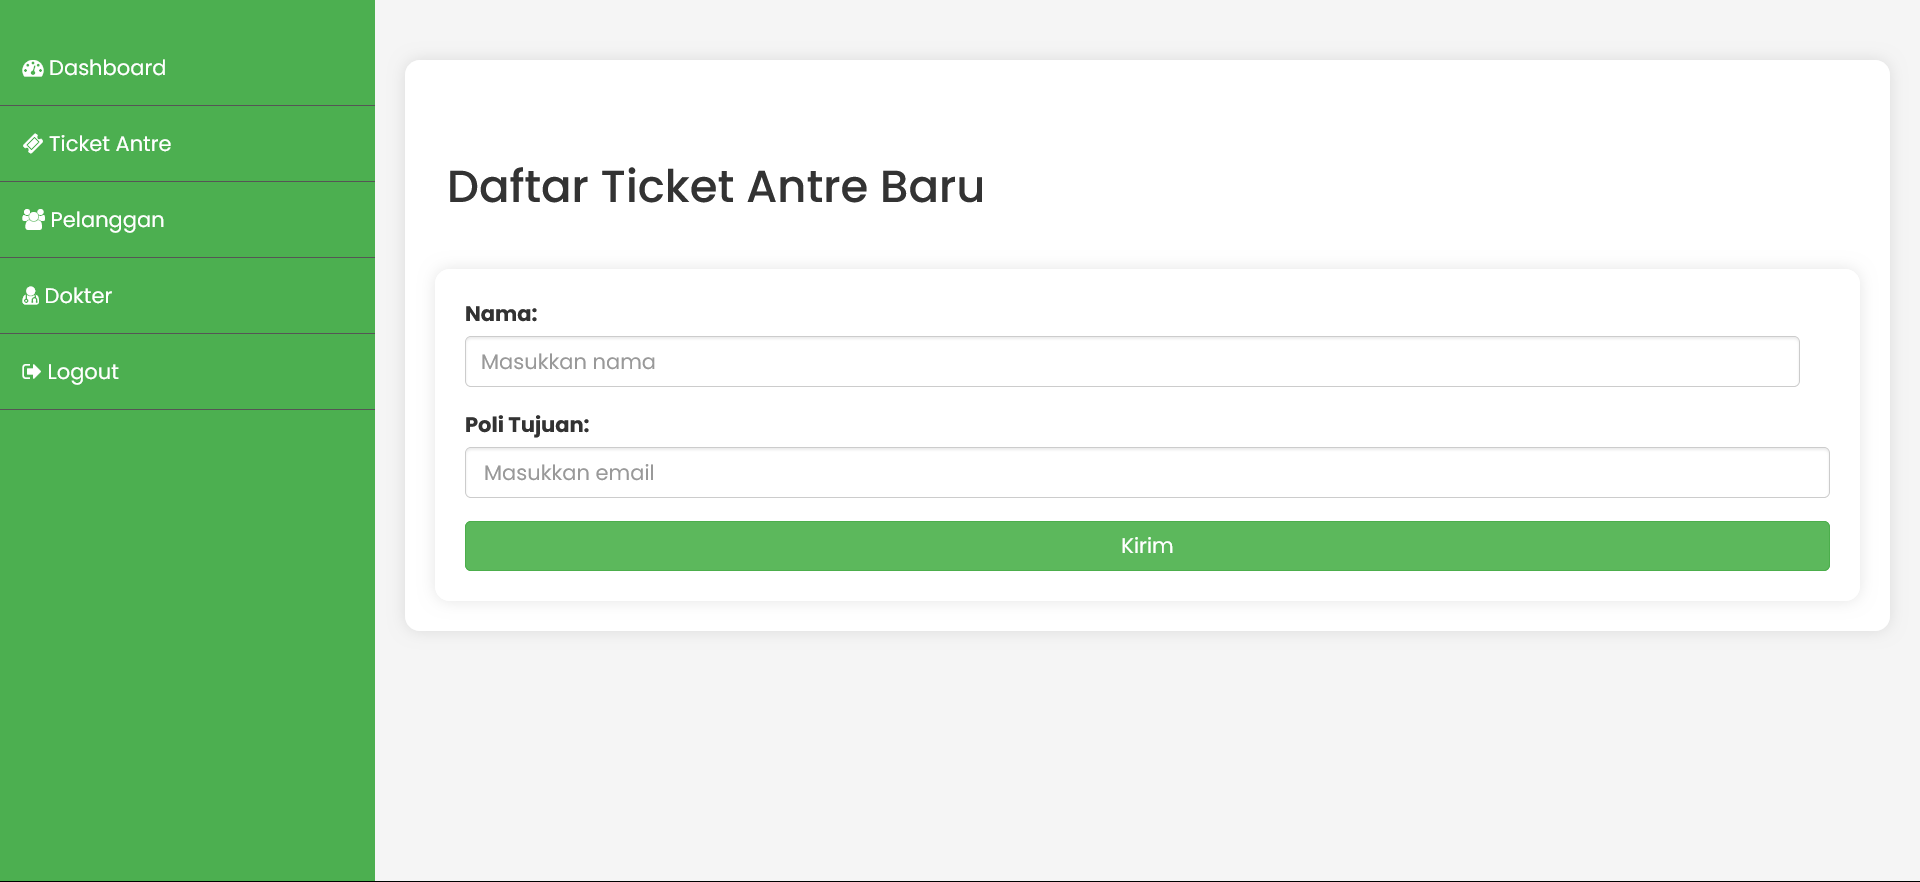 Dashboard
Ticket Antre
Pelanggan
Dokter
Logout
Daftar Ticket Antre Baru
Nama:
Masukkan nama
Poli Tujuan:
Masukkan email
Kirim